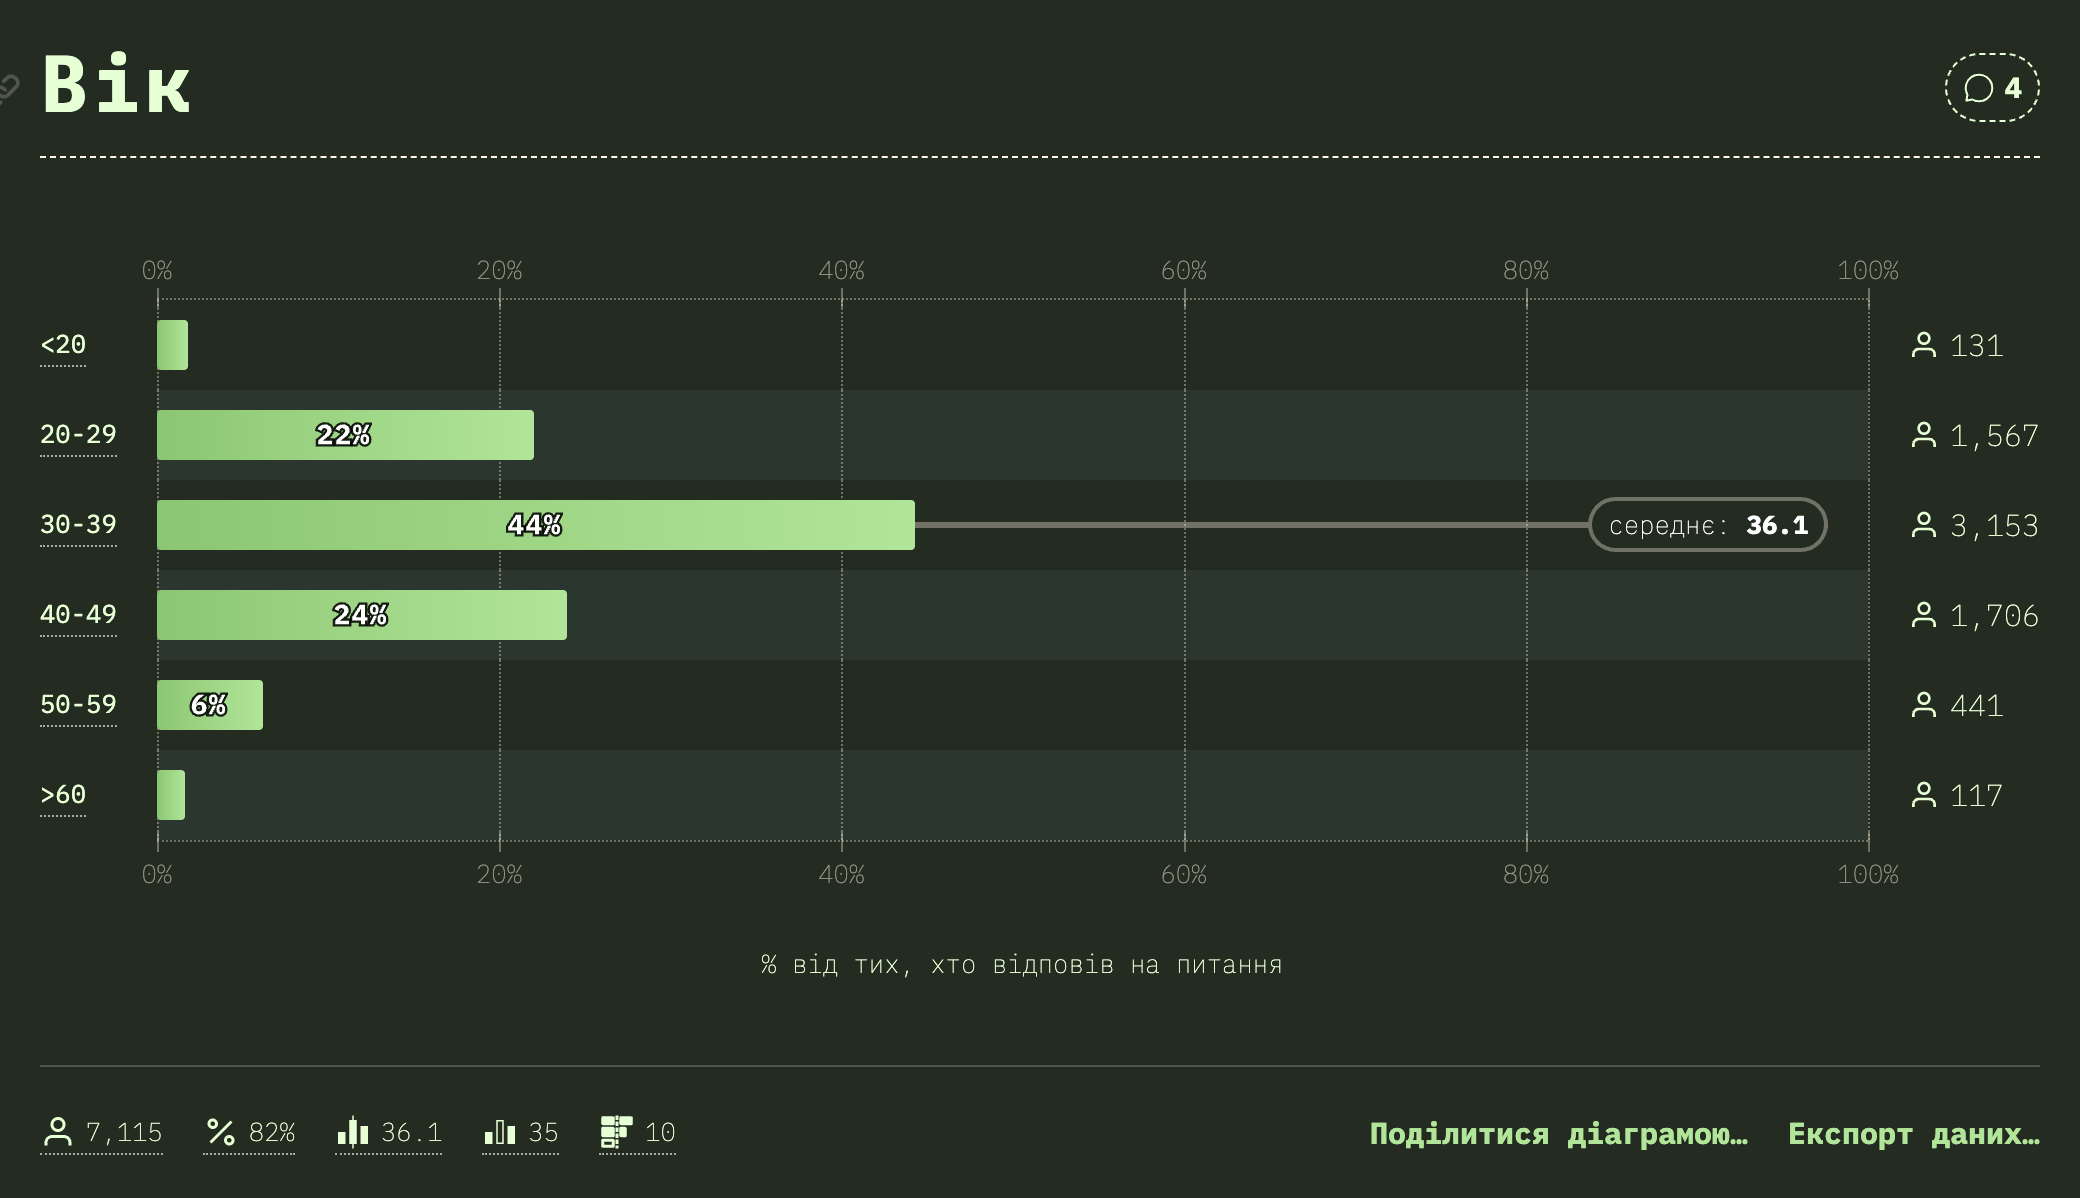 Вік
4
0% 20% 40% 60% 80% 100%
<20 131
20-29 22% 1,567
30-39 44% середнє: 36.1 3,153
40-49 24% 1,706
50-59 6% 441
>60 117
0% 20% 40% 60% 80% 100%
% від тих, хто відповів на питання
7,115 82% 36.1 35 10 Поділитися діаграмою… Експорт даних…